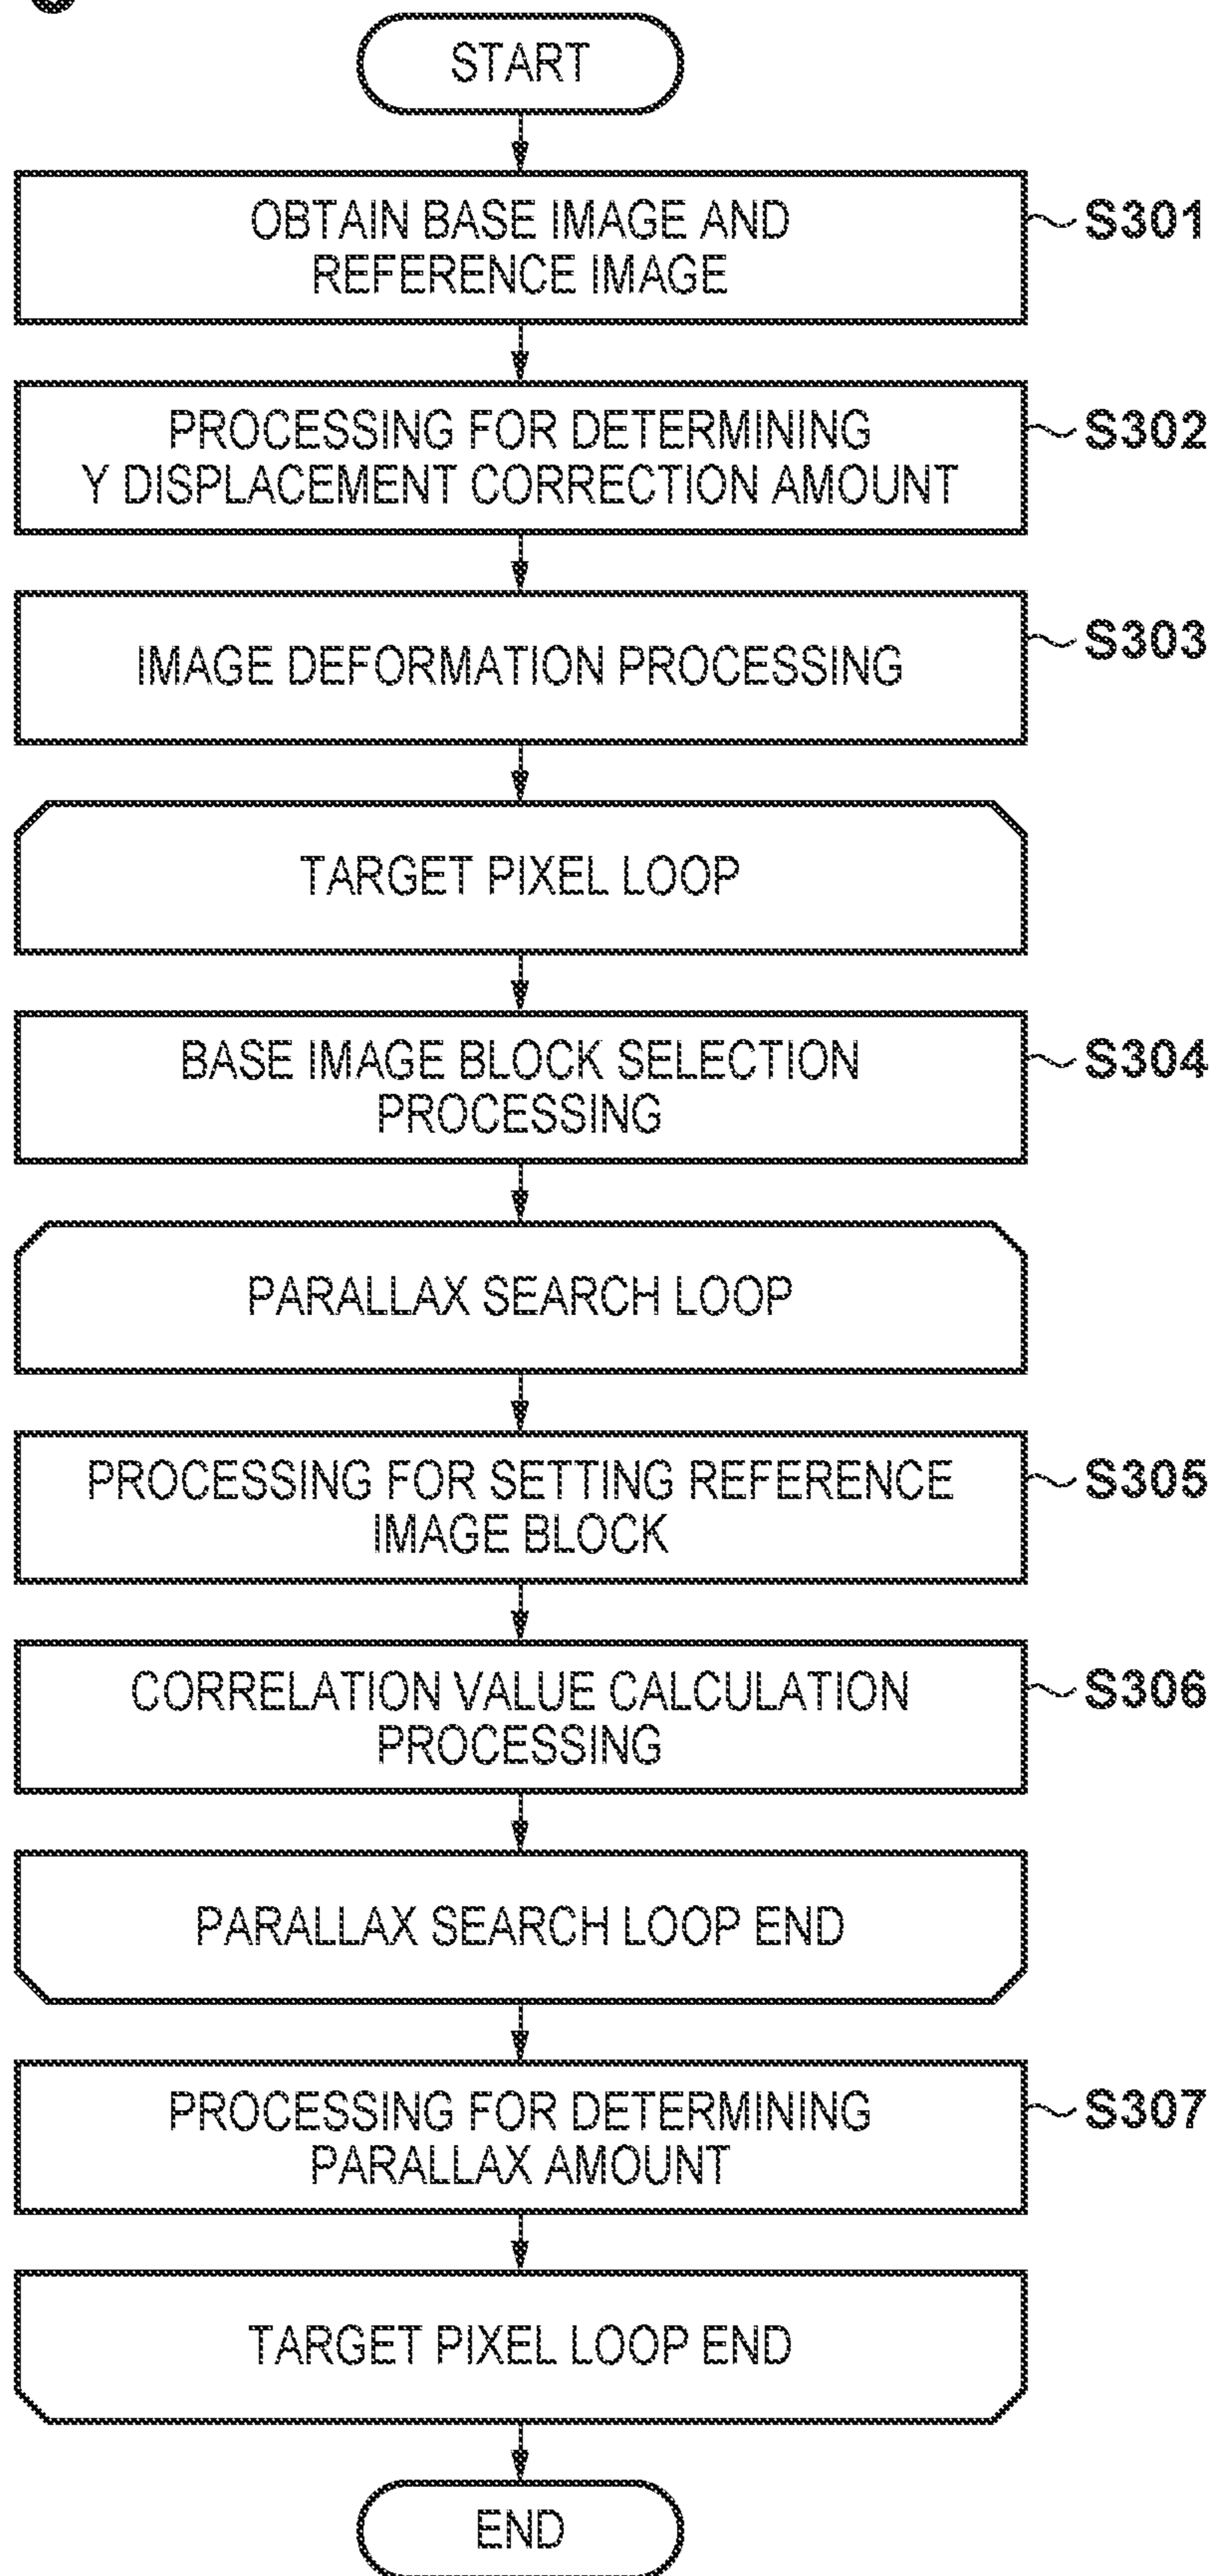 START
OBTAIN BASE IMAGE AND
REFERENCE IMAGE
S301
PROCESSING FOR DETERMINING
Y DISPLACEMENT CORRECTION AMOUNT
S302
IMAGE DEFORMATION PROCESSING
S303
TARGET PIXEL LOOP
BASE IMAGE BLOCK SELECTION
PROCESSING
S304
PARALLAX SEARCH LOOP
PROCESSING FOR SETTING REFERENCE
IMAGE BLOCK
S305
CORRELATION VALUE CALCULATION
PROCESSING
S306
PARALLAX SEARCH LOOP END
PROCESSING FOR DETERMINING
PARALLAX AMOUNT
S307
TARGET PIXEL LOOP END
END